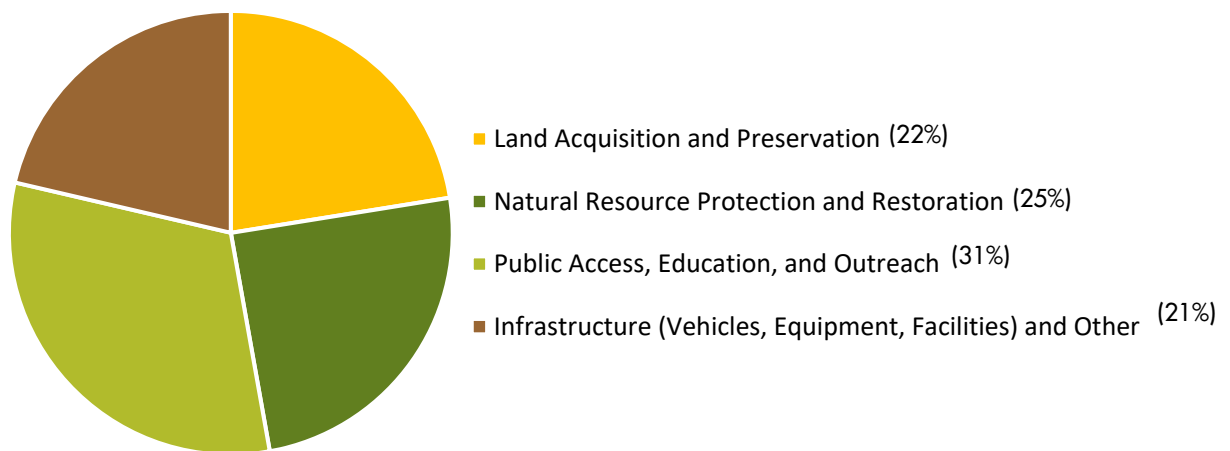 Land Acquisition and Preservation (22%)
Natural Resource Protection and Restoration (25%)
Public Access, Education, and Outreach (31%)
Infrastructure (Vehicles, Equipment, Facilities) and Other (21%)